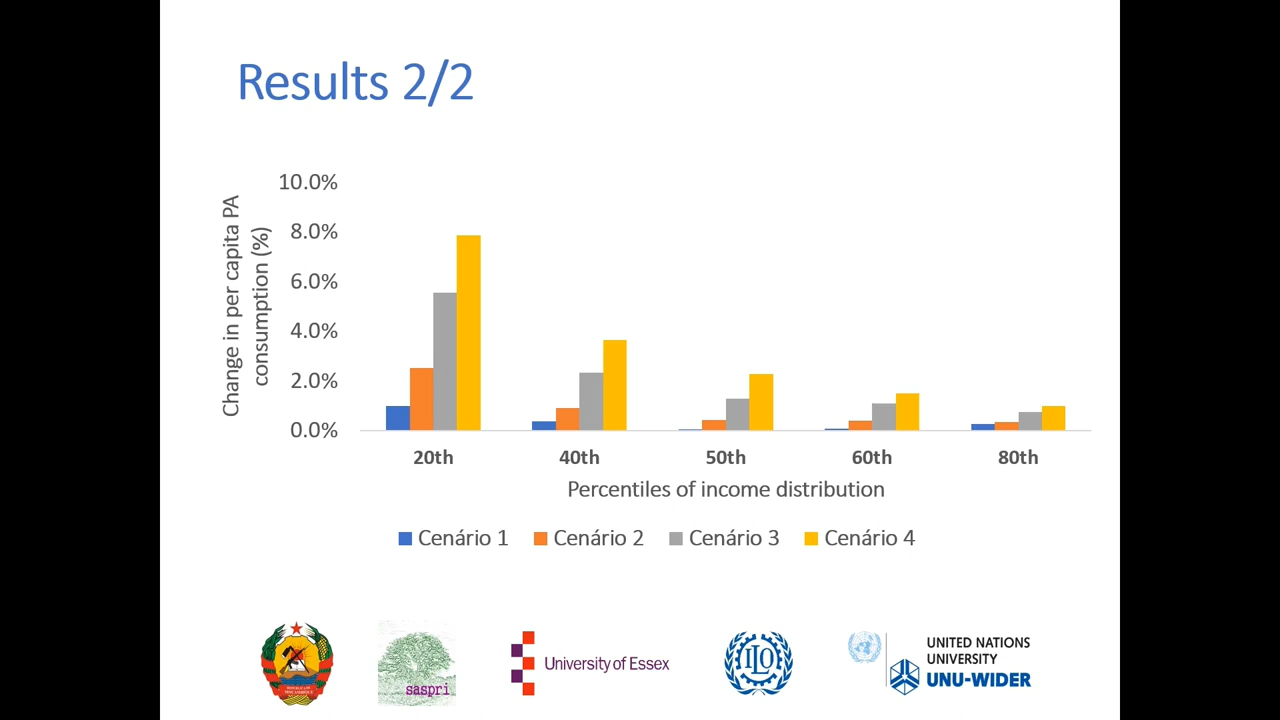 Results 2/2
Change in per capita PA
consumption (%)
10.0%
8.0%
6.0%
4.0%
2.0%
0.0%
20th 40th 50th 60th 80th
Percentiles of income distribution
Cenário 1 Cenário 2 Cenário 3 Cenário 4
saspri
University of Essex
ILO
UNITED NATIONS
UNIVERSITY
UNU-WIDER